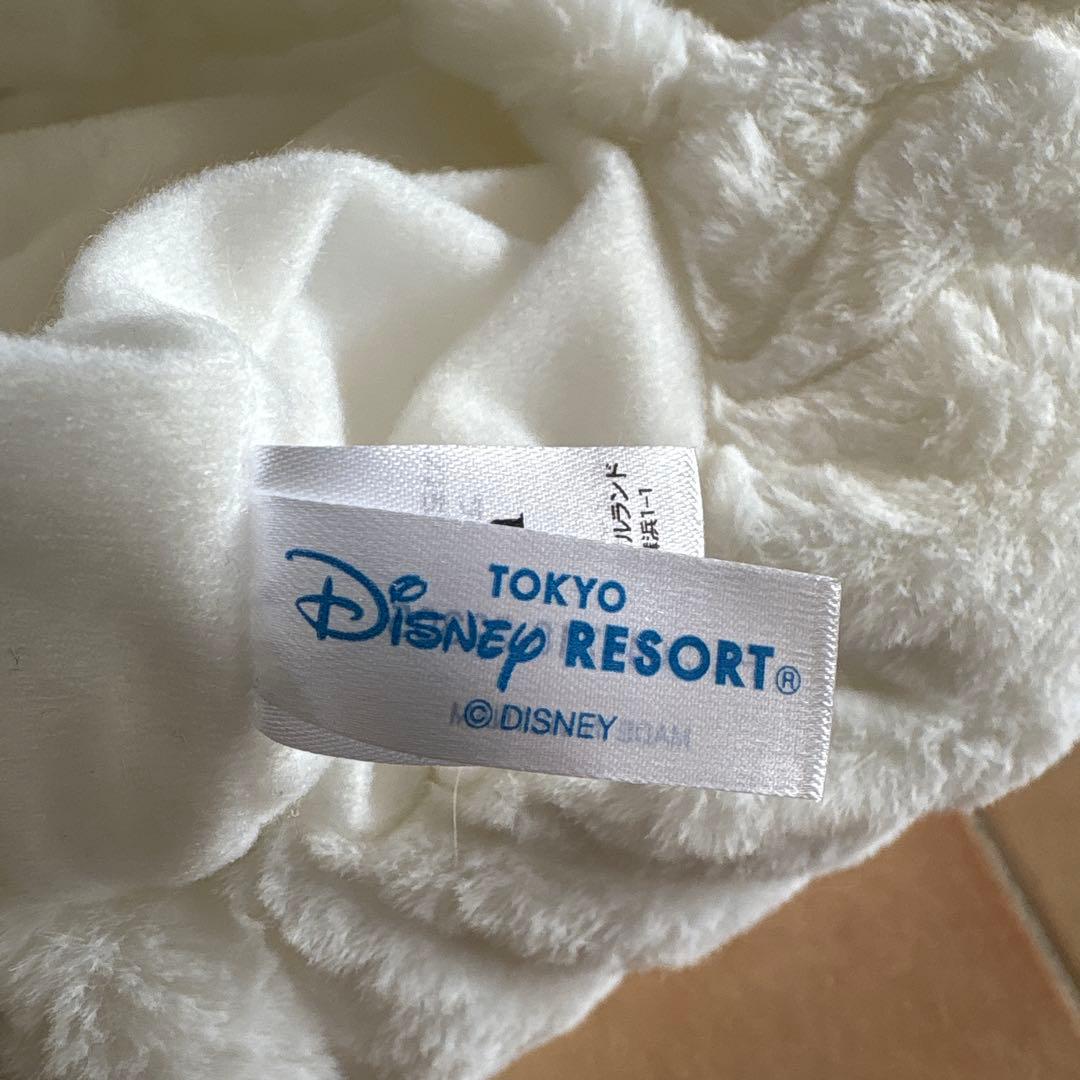 ルランド
浜1-1
TOKYO
Disney RESORT®
© DISNEY